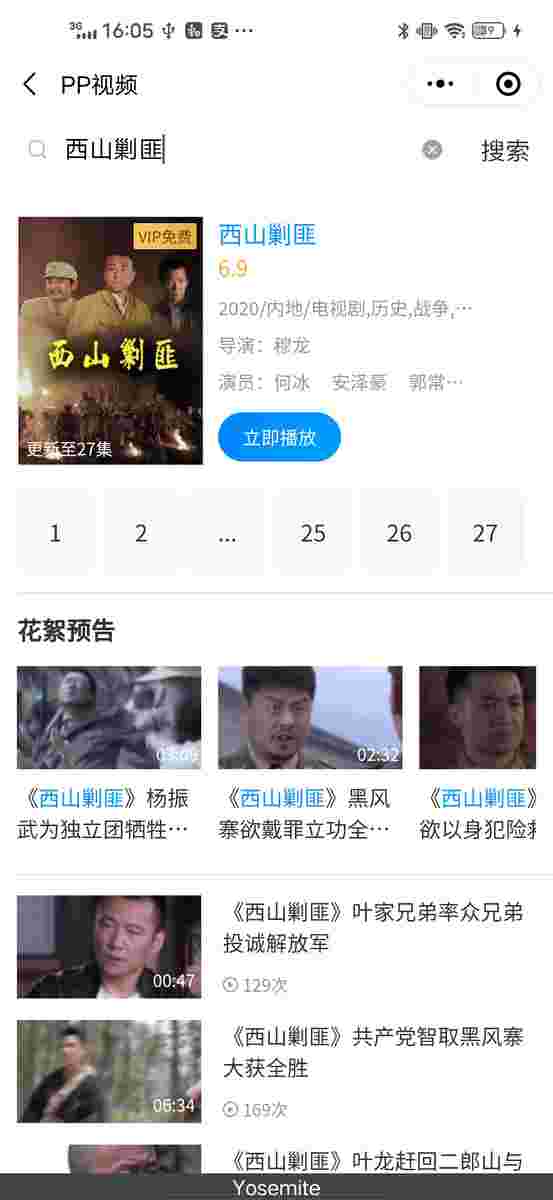 3G 16:05
PP视频
西山剿匪
搜索
VIP免费
西山剿匪
更新至27集
西山剿匪
6.9
2020/内地/电视剧,历史,战争,…
导演：穆龙
演员：何冰 安泽豪 郭常…
立即播放
1 2 ... 25 26 27
花絮预告
03:09
02:32
《西山剿匪》杨振
武为独立团牺牲…
《西山剿匪》黑风
寨欲戴罪立功全…
《西山剿匪》
欲以身犯险救
00:47
《西山剿匪》叶家兄弟率众兄弟
投诚解放军
129次
06:34
《西山剿匪》共产党智取黑风寨
大获全胜
169次
《西山剿匪》叶龙赶回二郎山与
Yosemite